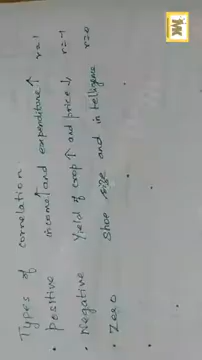 Types of correlation
• Positive income↑ and expenditure↑ r=1
• Negative Yield of crop↑ and price↓ r=-1
• Zero Shoe size and intelligence r=0
MK